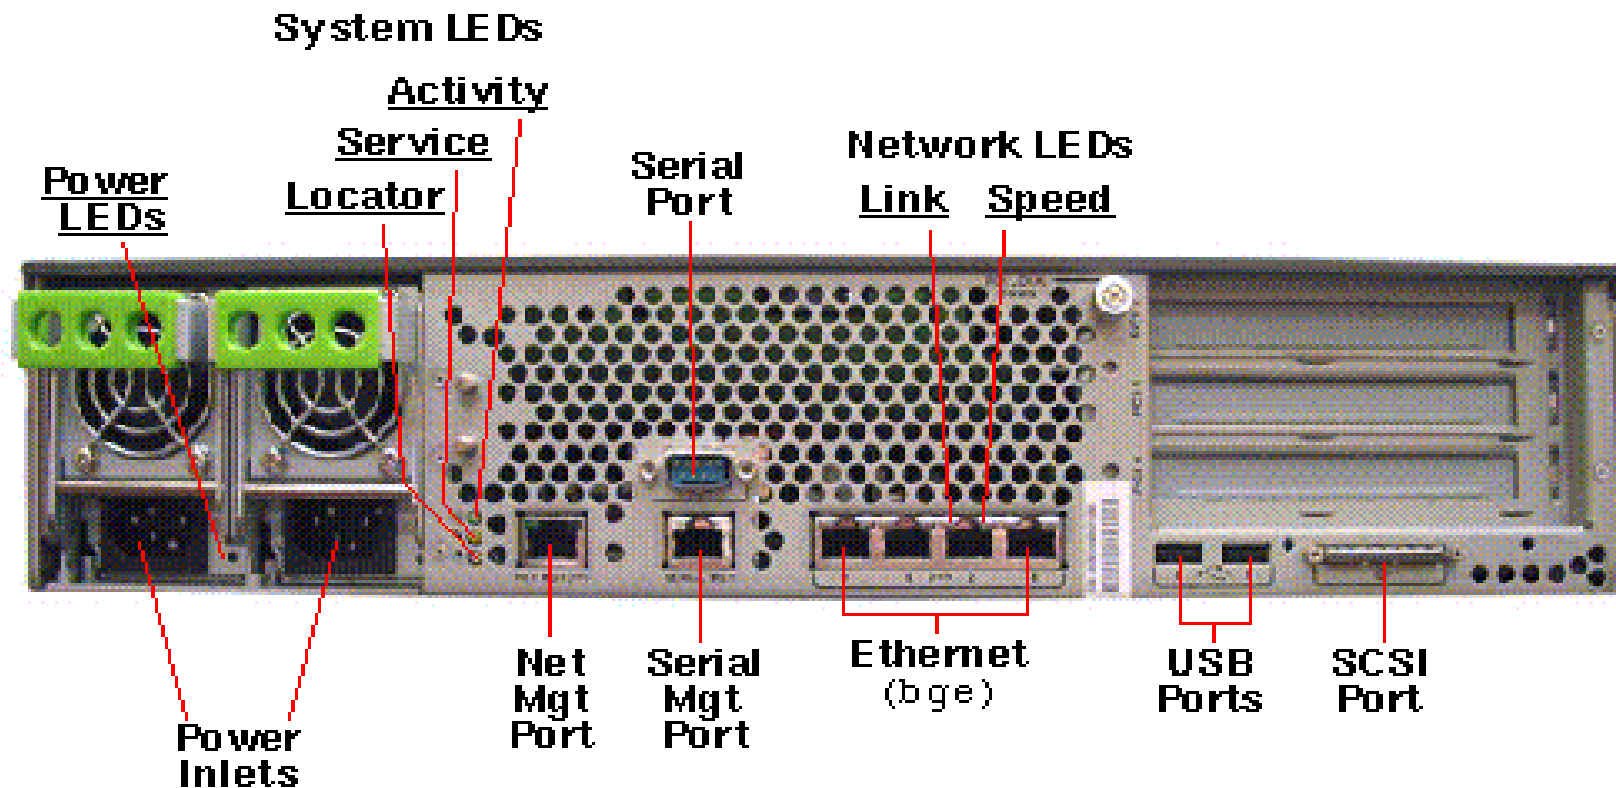 System LEDs
Activity
Service
Locator
Power
LEDs
Serial
Port
Network LEDs
Link Speed
Net
Mgt
Port
Serial
Mgt
Port
Ethernet
(bge)
USB
Ports
SCSI
Port
Power
Inlets